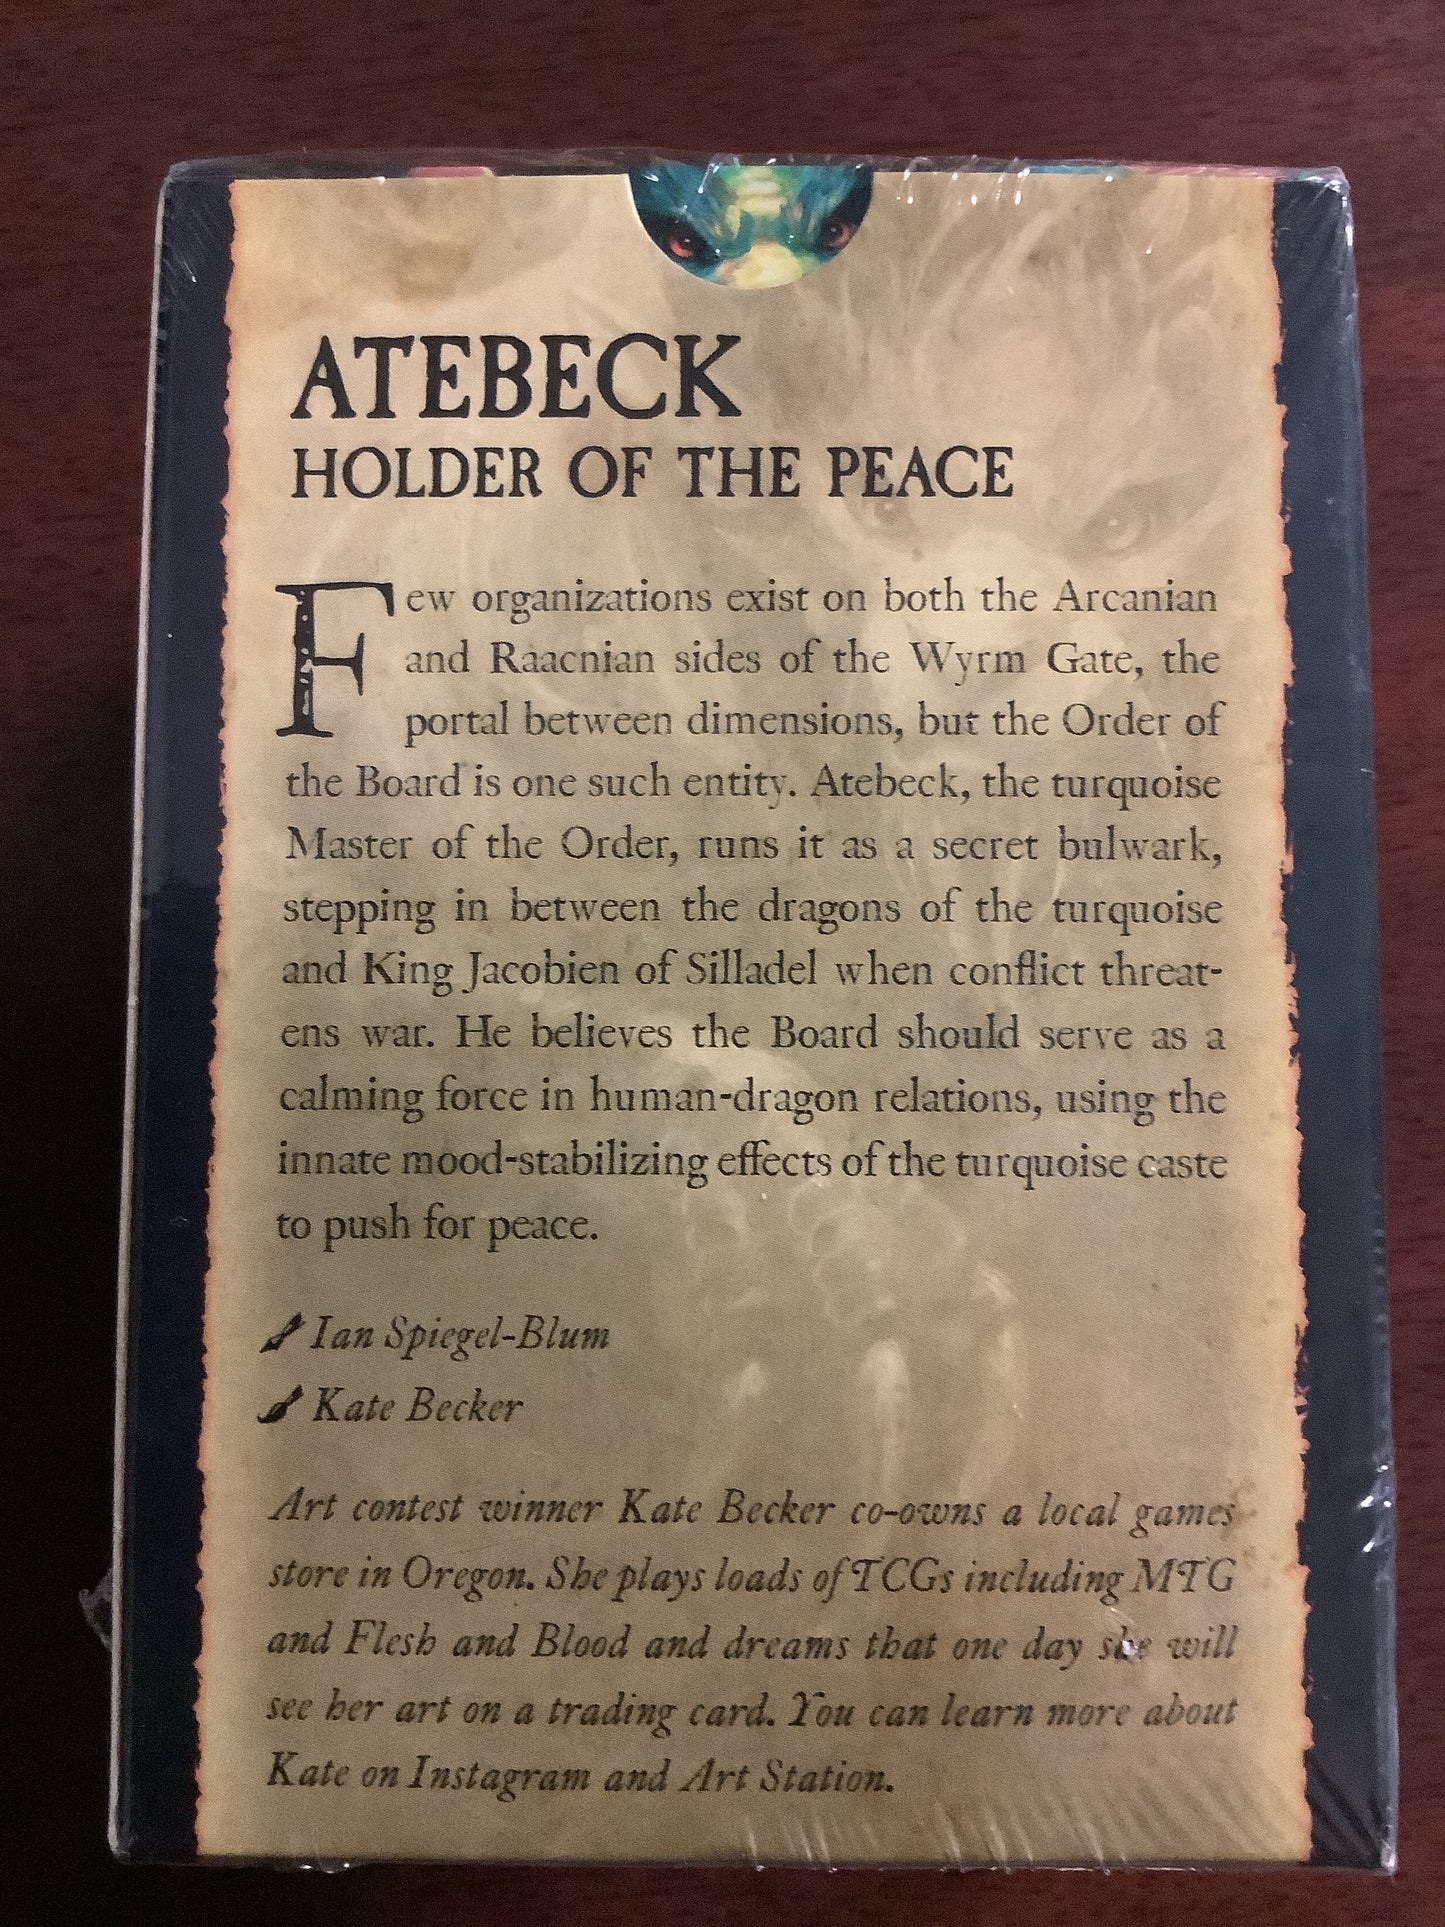 ATEBECK
HOLDER OF THE PEACE
Few organizations exist on both the Arcanian
and Raacnian sides of the Wyrm Gate, the
portal between dimensions, but the Order of
the Board is one such entity. Atebeck, the turquoise
Master of the Order, runs it as a secret bulwark,
stepping in between the dragons of the turquoise
and King Jacobien of Silladel when conflict threat-
ens war. He believes the Board should serve as a
calming force in human-dragon relations, using the
innate mood-stabilizing effects of the turquoise caste
to push for peace.
Ian Spiegel-Blum
Kate Becker
Art contest winner Kate Becker co-owns a local games
store in Oregon. She plays loads of TCGs including MTG
and Flesh and Blood and dreams that one day she will
see her art on a trading card. You can learn more about
Kate on Instagram and Art Station.